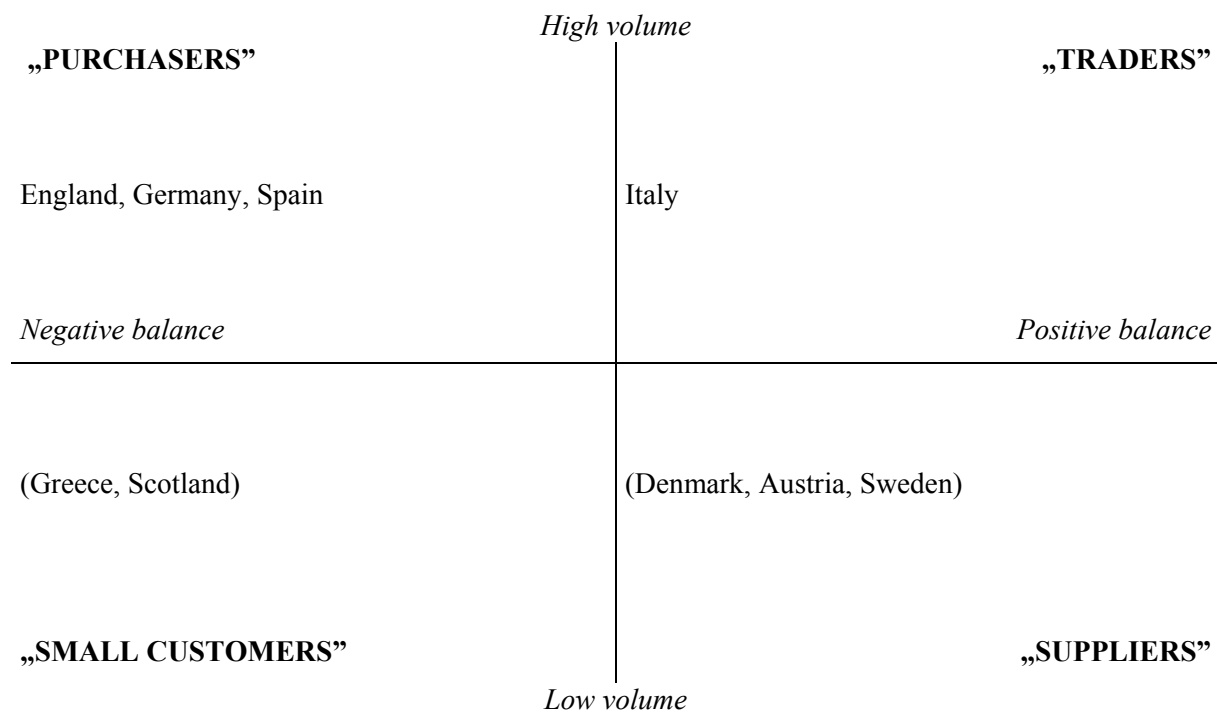 High volume
„PURCHASERS” „TRADERS”
England, Germany, Spain Italy
Negative balance Positive balance
(Greece, Scotland) (Denmark, Austria, Sweden)
„SMALL CUSTOMERS” „SUPPLIERS”
Low volume